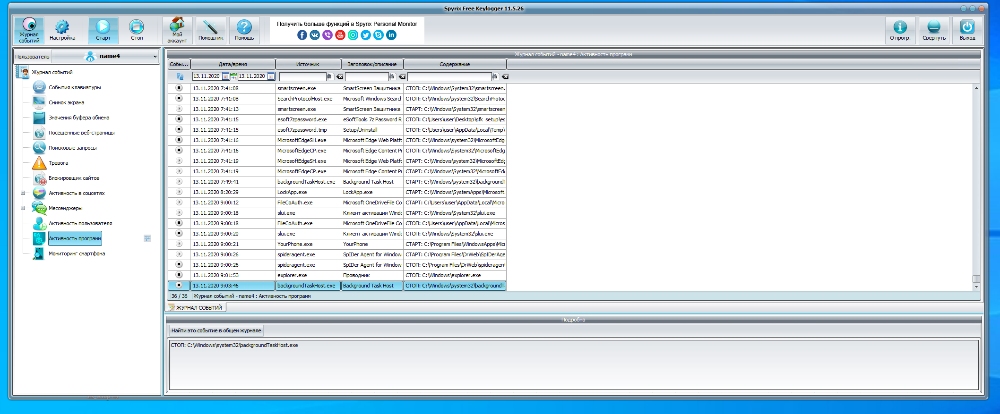 Spyrix Free Keylogger 11.5.26
Журнал событий
Настройка
Старт
Стоп
Мой аккаунт
Помощник
Помощь
Получить больше функций в Spyrix Personal Monitor
О прогр.
Свернуть
Выход
Пользователь name4
Журнал событий
События клавиатуры
Снимок экрана
Значения буфера обмена
Посещенные веб-страницы
Поисковые запросы
Тревога
Блокировщик сайтов
Активность в соцсетях
Мессенджеры
Активность пользователя
Активность программ
Мониторинг смартфона
Журнал событий - name4 : Активность программ
Собы... Дата/время Источник Заголовок/описание Содержание
13.11.2020 13.11.2020
13.11.2020 7:41:08 smartscreen.exe SmartScreen Защитника СТОП: C:\Windows\System32\smartscreen.
13.11.2020 7:41:08 SearchProtocolHost.exe Microsoft Windows Search СТОП: C:\Windows\system32\SearchProtoc
13.11.2020 7:41:13 smartscreen.exe SmartScreen Защитника СТАРТ: C:\Windows\System32\smartscreen
13.11.2020 7:41:15 esoft7zpassword.exe eSoftTools 7z Password R СТОП: C:\Users\user\Desktop\sfk_setup\es
13.11.2020 7:41:15 esoft7zpassword.tmp Setup/Uninstall СТОП: C:\Users\user\AppData\Local\Temp\
13.11.2020 7:41:16 MicrosoftEdgeSH.exe Microsoft Edge Web Platfo СТОП: C:\Windows\system32\MicrosoftEdg
13.11.2020 7:41:16 MicrosoftEdgeCP.exe Microsoft Edge Content Pr СТОП: C:\Windows\System32\MicrosoftEdg
13.11.2020 7:41:19 MicrosoftEdgeSH.exe Microsoft Edge Web Platfo СТАРТ: C:\Windows\system32\MicrosoftEdg
13.11.2020 7:41:19 MicrosoftEdgeCP.exe Microsoft Edge Content Pr СТАРТ: C:\Windows\System32\MicrosoftEd
13.11.2020 7:49:41 backgroundTaskHost.exe Background Task Host СТАРТ: C:\Windows\system32\backgroundT
13.11.2020 8:20:29 LockApp.exe LockApp.exe СТАРТ: C:\Windows\SystemApps\Microsoft
13.11.2020 9:00:12 FileCoAuth.exe Microsoft OneDriveFile Co СТАРТ: C:\Users\user\AppData\Local\Micro
13.11.2020 9:00:18 slui.exe Клиент активации Windo СТАРТ: C:\Windows\System32\slui.exe
13.11.2020 9:00:18 FileCoAuth.exe Microsoft OneDriveFile Co СТОП: C:\Users\user\AppData\Local\Micros
13.11.2020 9:00:20 slui.exe Клиент активации Windo СТОП: C:\Windows\System32\slui.exe
13.11.2020 9:00:21 YourPhone.exe YourPhone СТАРТ: C:\Program Files\WindowsApps\Mic
13.11.2020 9:00:26 spideragent.exe SpIDer Agent for Window СТАРТ: C:\Program Files\DrWeb\SpIDerAge
13.11.2020 9:00:26 spideragent.exe SpIDer Agent for Window СТОП: C:\Program Files\DrWeb\spideragent
13.11.2020 9:01:53 explorer.exe Проводник СТОП: C:\Windows\explorer.exe
13.11.2020 9:03:46 backgroundTaskHost.exe Background Task Host СТОП: C:\Windows\system32\backgroundT
36 / 36 Журнал событий - name4 : Активность программ
ЖУРНАЛ СОБЫТИЙ
Подробно
Найти это событие в общем журнале
СТОП: C:\Windows\system32\backgroundTaskHost.exe